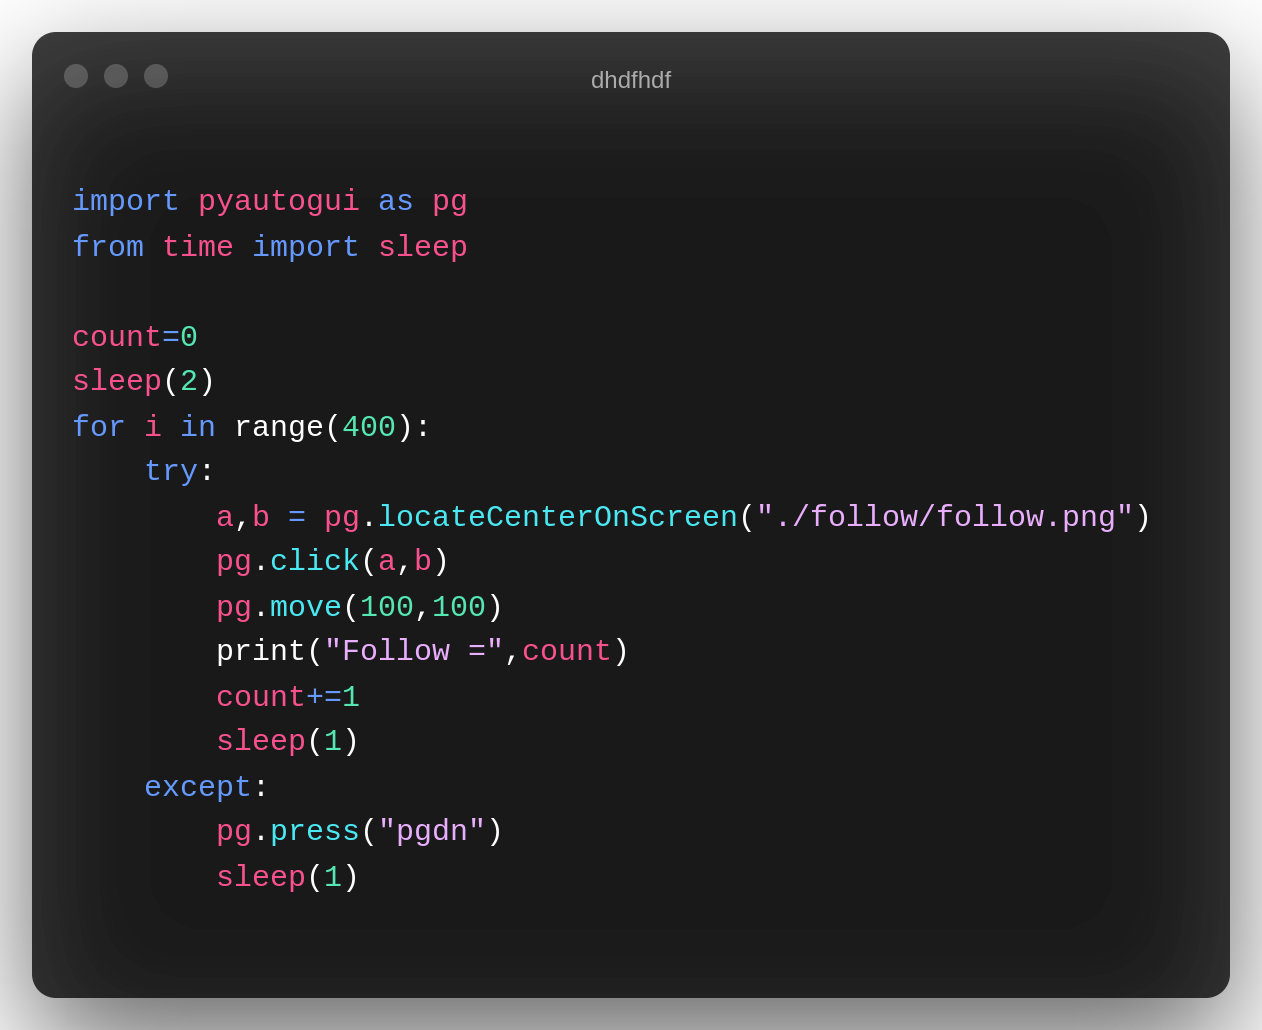 dhdfhdf
import pyautogui as pg
from time import sleep
count=0
sleep(2)
for i in range(400):
    try:
        a,b = pg.locateCenterOnScreen("./follow/follow.png")
        pg.click(a,b)
        pg.move(100,100)
        print("Follow =",count)
        count+=1
        sleep(1)
    except:
        pg.press("pgdn")
        sleep(1)